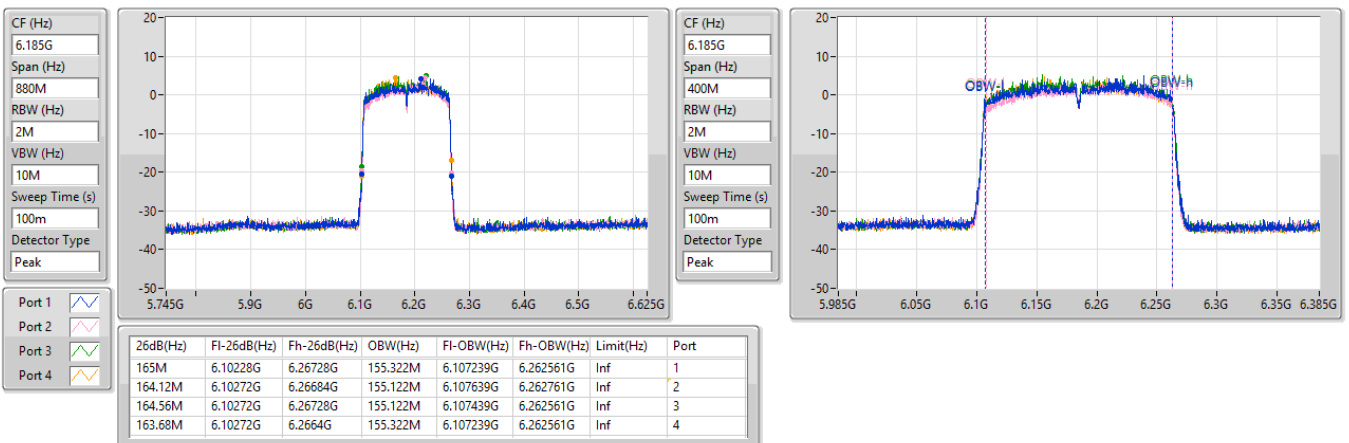 CF (Hz)
6.185G
Span (Hz)
880M
RBW (Hz)
2M
VBW (Hz)
10M
Sweep Time (s)
100m
Detector Type
Peak
20
10
0
-10
-20
-30
-40
-50
5.745G 5.9G 6G 6.1G 6.2G 6.3G 6.4G 6.5G 6.625G
CF (Hz)
6.185G
Span (Hz)
400M
RBW (Hz)
2M
VBW (Hz)
10M
Sweep Time (s)
100m
Detector Type
Peak
20
10
0
-10
-20
-30
-40
-50
OBW-l OBW-h
5.985G 6.05G 6.1G 6.15G 6.2G 6.25G 6.3G 6.35G 6.385G
Port 1
Port 2
Port 3
Port 4
26dB(Hz) Fl-26dB(Hz) Fh-26dB(Hz) OBW(Hz) Fl-OBW(Hz) Fh-OBW(Hz) Limit(Hz) Port
165M 6.10228G 6.26728G 155.322M 6.107239G 6.262561G Inf 1
164.12M 6.10272G 6.26684G 155.122M 6.107639G 6.262761G Inf 2
164.56M 6.10272G 6.26728G 155.122M 6.107439G 6.262561G Inf 3
163.68M 6.10272G 6.2664G 155.322M 6.107239G 6.262561G Inf 4